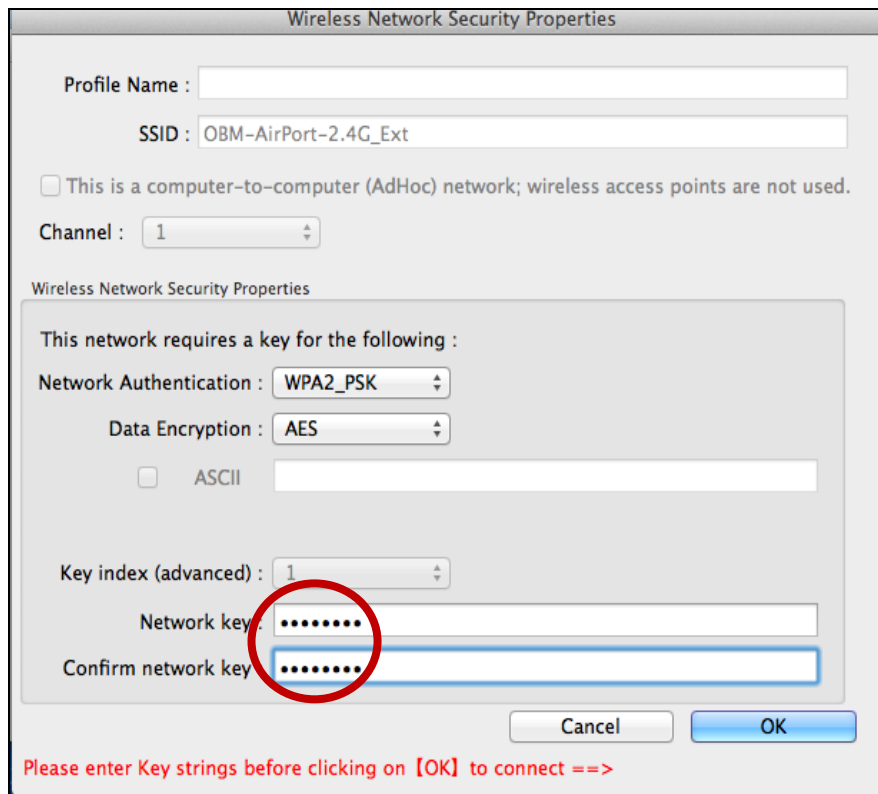 Wireless Network Security Properties
Profile Name :
SSID : OBM-AirPort-2.4G_Ext
This is a computer-to-computer (AdHoc) network; wireless access points are not used.
Channel : 1
Wireless Network Security Properties
This network requires a key for the following :
Network Authentication : WPA2_PSK
Data Encryption : AES
ASCII
Key index (advanced) : 1
Network key : ••••••••
Confirm network key ••••••••
Cancel OK
Please enter Key strings before clicking on【OK】to connect ==>